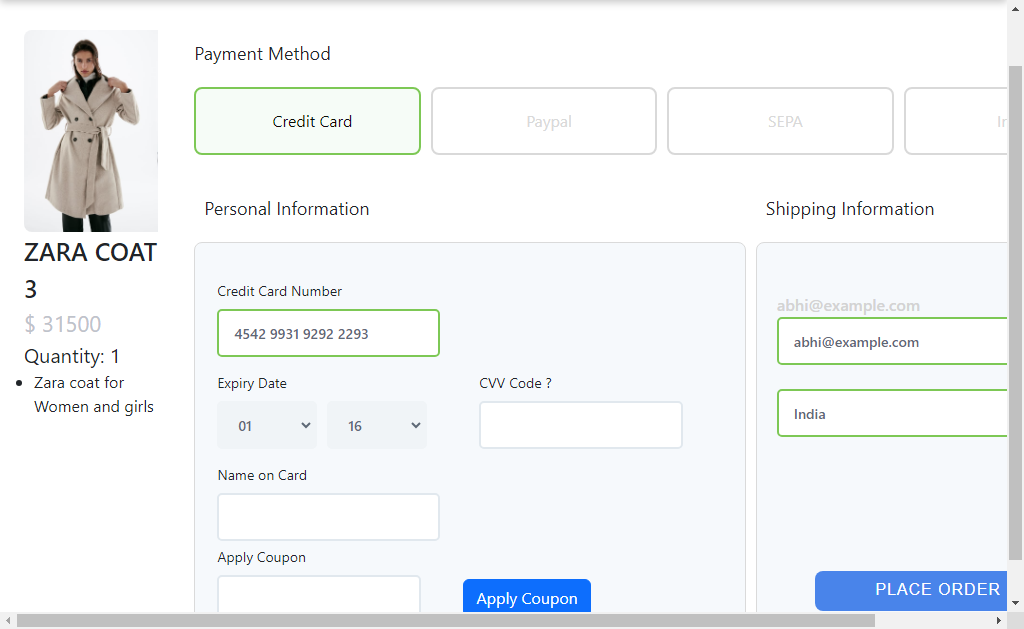 Payment Method
Credit Card
Paypal
SEPA
ZARA COAT
3
$ 31500
Quantity: 1
Zara coat for
Women and girls
Personal Information
Credit Card Number
4542 9931 9292 2293
Expiry Date
CVV Code ?
01
16
Name on Card
Apply Coupon
Apply Coupon
Shipping Information
abhi@example.com
abhi@example.com
India
PLACE ORDER